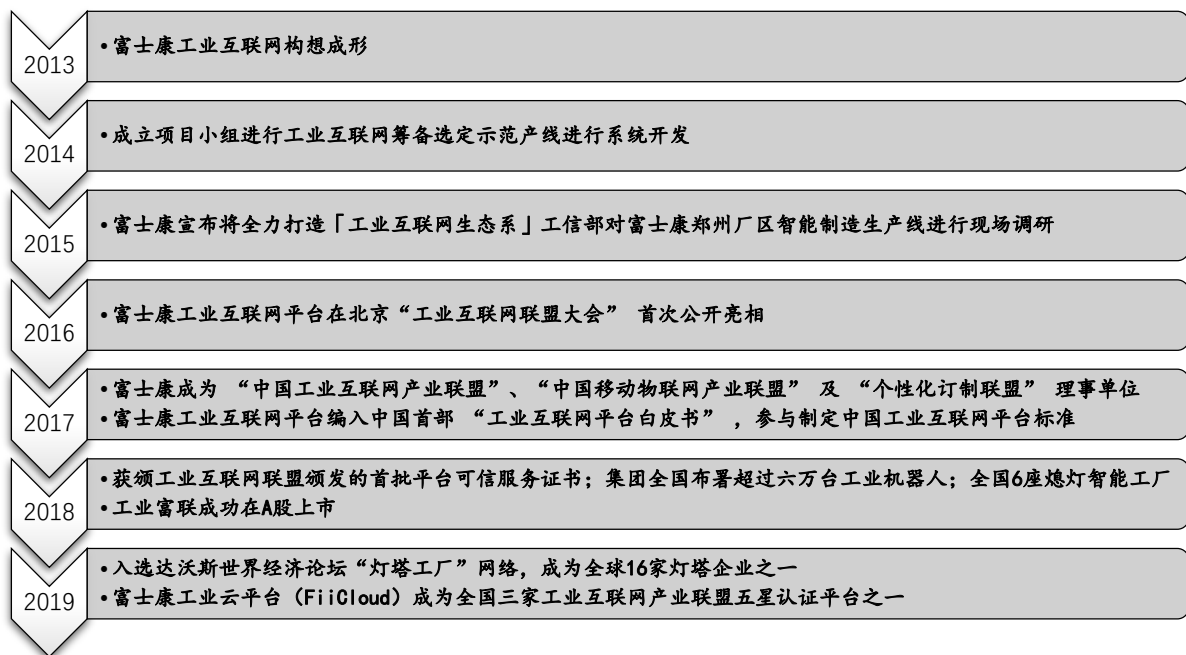 2013
•富士康工业互联网构想成形
2014
•成立项目小组进行工业互联网筹备选定示范产线进行系统开发
2015
•富士康宣布将全力打造「工业互联网生态系」工信部对富士康郑州厂区智能制造生产线进行现场调研
2016
•富士康工业互联网平台在北京“工业互联网联盟大会” 首次公开亮相
2017
•富士康成为 “中国工业互联网产业联盟”、“中国移动物联网产业联盟” 及 “个性化订制联盟” 理事单位
•富士康工业互联网平台编入中国首部 “工业互联网平台白皮书” ，参与制定中国工业互联网平台标准
2018
•获颁工业互联网联盟颁发的首批平台可信服务证书；集团全国布署超过六万台工业机器人；全国6座熄灯智能工厂
•工业富联成功在A股上市
2019
•入选达沃斯世界经济论坛“灯塔工厂”网络，成为全球16家灯塔企业之一
•富士康工业云平台（FiiCloud）成为全国三家工业互联网产业联盟五星认证平台之一